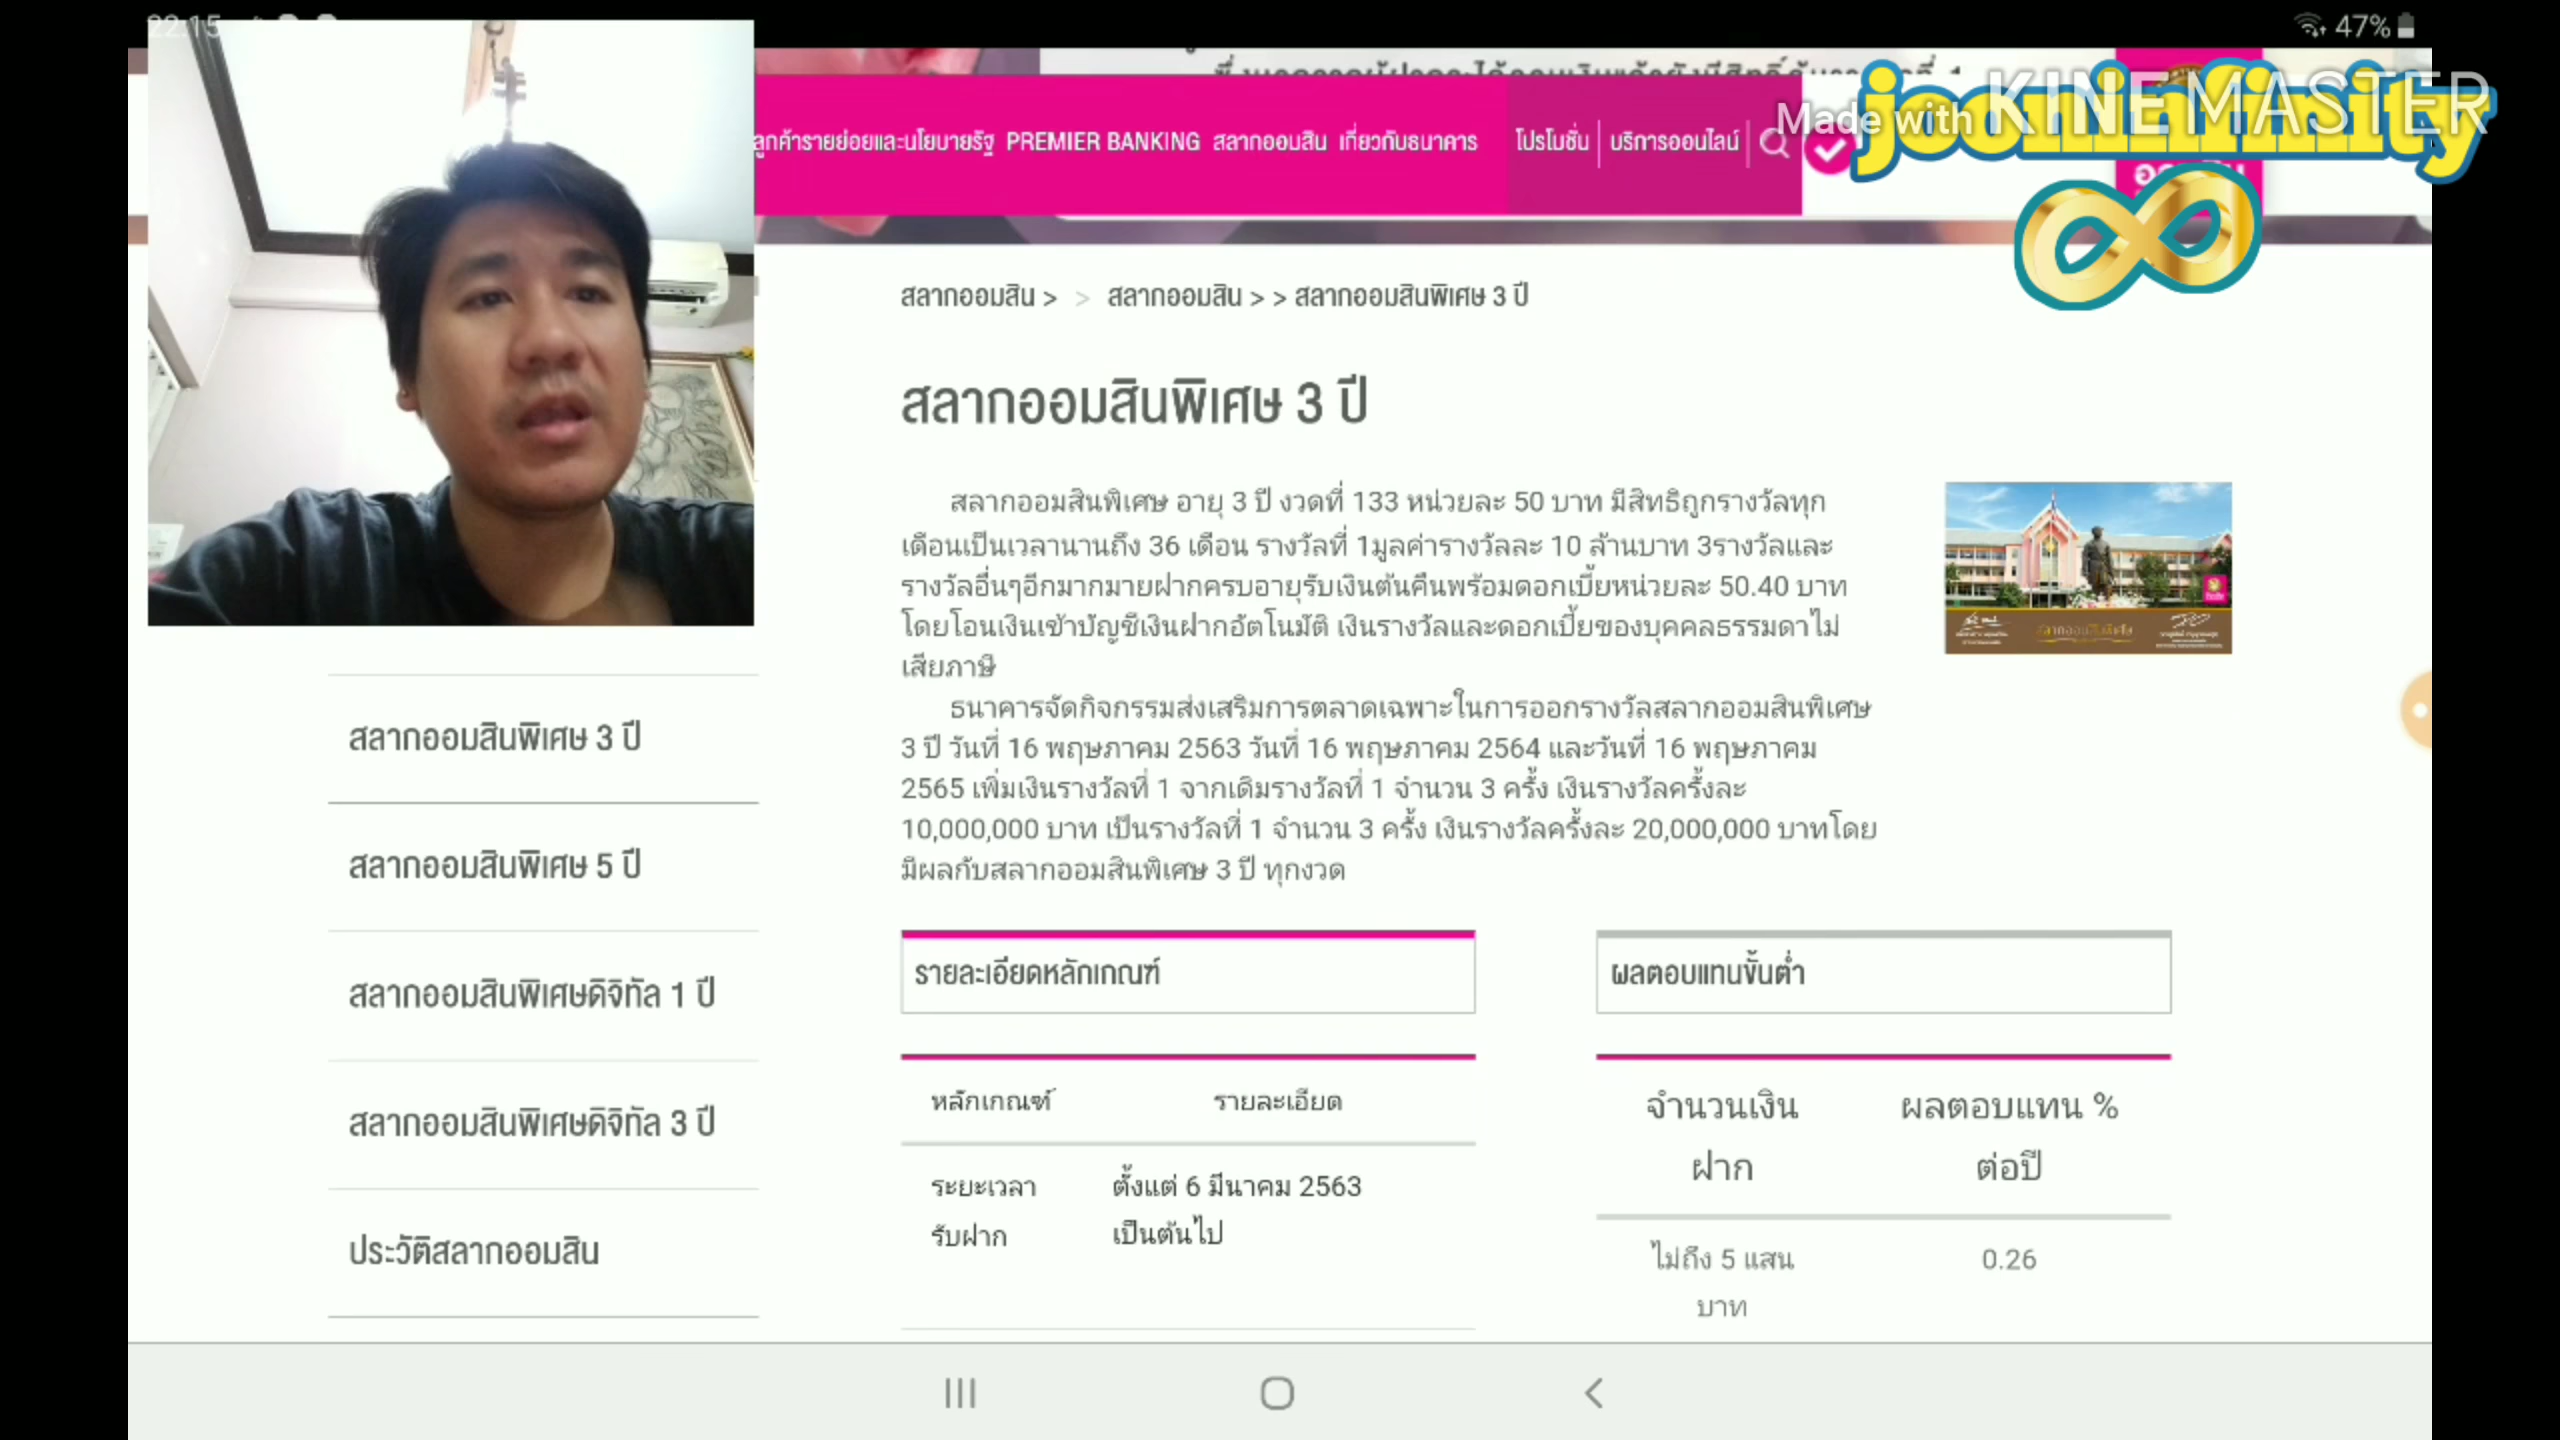 22:15
47%
Made with KINEMASTER
jooninfinity
ลูกค้ารายย่อยและนโยบายรัฐ PREMIER BANKING สลากออมสิน เกี่ยวกับธนาคาร โปรโมชั่น บริการออนไลน์
สลากออมสิน > > สลากออมสิน > > สลากออมสินพิเศษ 3 ปี
สลากออมสินพิเศษ 3 ปี
สลากออมสินพิเศษ อายุ 3 ปี งวดที่ 133 หน่วยละ 50 บาท มีสิทธิถูกรางวัลทุก
เดือนเป็นเวลานานถึง 36 เดือน รางวัลที่ 1มูลค่ารางวัลละ 10 ล้านบาท 3รางวัลและ
รางวัลอื่นๆอีกมากมายฝากครบอายุรับเงินต้นคืนพร้อมดอกเบี้ยหน่วยละ 50.40 บาท
โดยโอนเงินเข้าบัญชีเงินฝากอัตโนมัติ เงินรางวัลและดอกเบี้ยของบุคคลธรรมดาไม่
เสียภาษี
ธนาคารจัดกิจกรรมส่งเสริมการตลาดเฉพาะในการออกรางวัลสลากออมสินพิเศษ
3 ปี วันที่ 16 พฤษภาคม 2563 วันที่ 16 พฤษภาคม 2564 และวันที่ 16 พฤษภาคม
2565 เพิ่มเงินรางวัลที่ 1 จากเดิมรางวัลที่ 1 จำนวน 3 ครั้ง เงินรางวัลครั้งละ
10,000,000 บาท เป็นรางวัลที่ 1 จำนวน 3 ครั้ง เงินรางวัลครั้งละ 20,000,000 บาทโดย
มีผลกับสลากออมสินพิเศษ 3 ปี ทุกงวด
สลากออมสินพิเศษ 3 ปี
สลากออมสินพิเศษ 5 ปี
สลากออมสินพิเศษดิจิทัล 1 ปี
สลากออมสินพิเศษดิจิทัล 3 ปี
ประวัติสลากออมสิน
รายละเอียดหลักเกณฑ์
หลักเกณฑ์ รายละเอียด
ระยะเวลา ตั้งแต่ 6 มีนาคม 2563
รับฝาก เป็นต้นไป
ผลตอบแทนขั้นต่ำ
จำนวนเงิน ผลตอบแทน %
ฝาก ต่อปี
ไม่ถึง 5 แสน 0.26
บาท